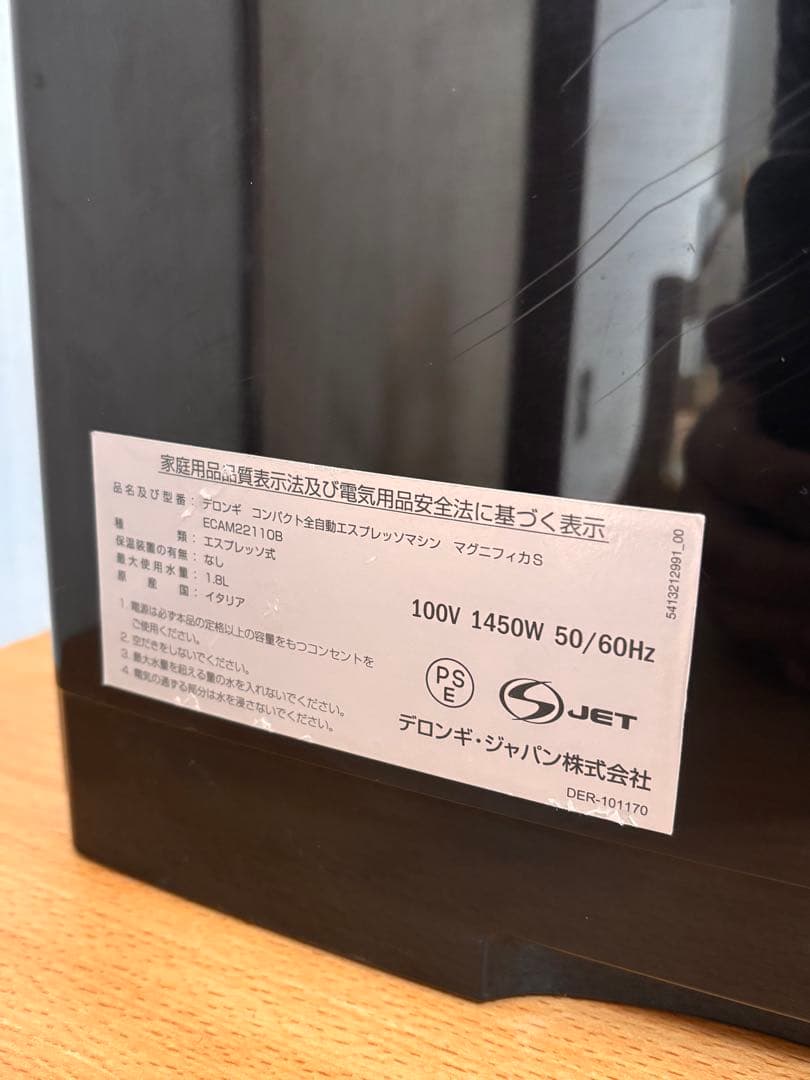 家庭用品品質表示法及び電気用品安全法に基づく表示
品名及び型番：デロンギ コンパクト全自動エスプレッソマシン マグニフィカS
ECAM22110B
種類：エスプレッソ式
保温装置の有無：なし
最大使用水量：1.8L
原産国：イタリア
1. 電源は必ず本品の定格以上の容量をもつコンセントを
ご使用ください。
2. 空だきをしないでください。
3. 最大水量を超える量の水を入れないでください。
4. 電気の通ずる部分は水を浸さないでください。
100V 1450W 50/60Hz
PSE
S JET
デロンギ・ジャパン株式会社
DER-101170
5413212991_00